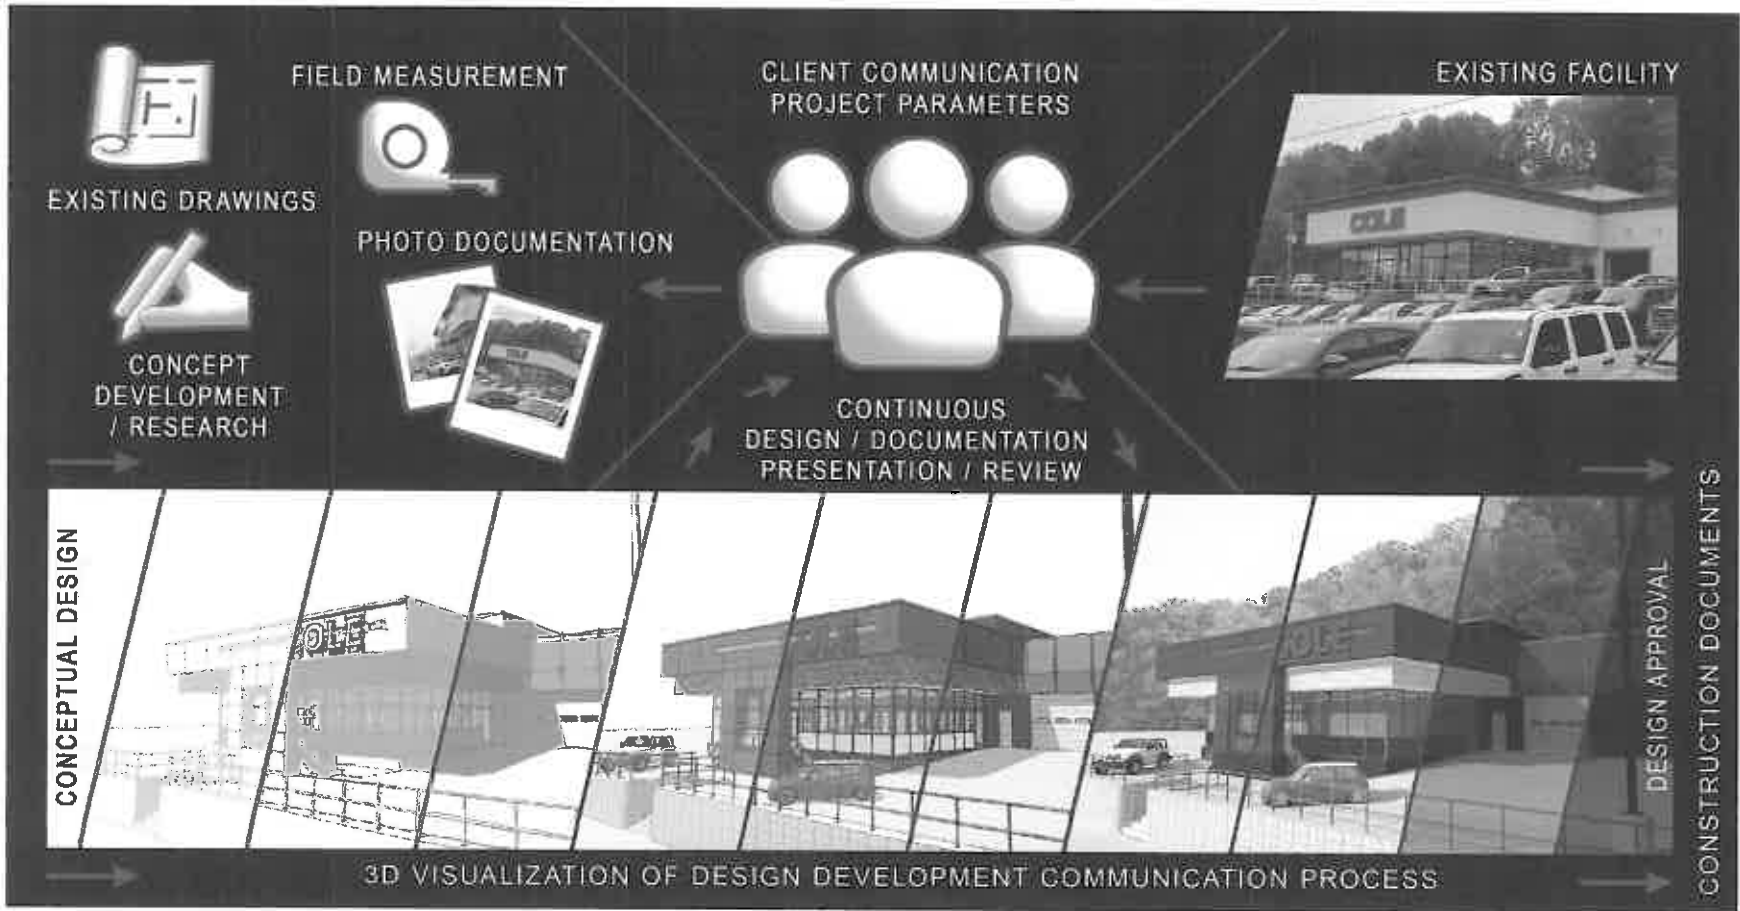 FIELD MEASUREMENT
EXISTING DRAWINGS
PHOTO DOCUMENTATION
CONCEPT
DEVELOPMENT
/ RESEARCH
CLIENT COMMUNICATION
PROJECT PARAMETERS
CONTINUOUS
DESIGN / DOCUMENTATION
PRESENTATION / REVIEW
EXISTING FACILITY
COLE
CONCEPTUAL DESIGN
DESIGN APPROVAL
CONSTRUCTION DOCUMENTS
3D VISUALIZATION OF DESIGN DEVELOPMENT COMMUNICATION PROCESS